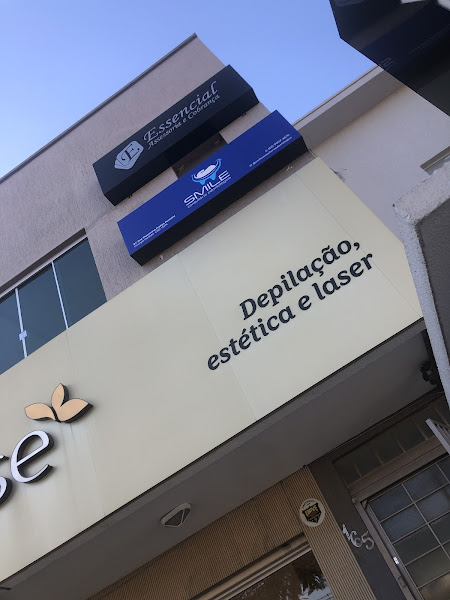 E
Essencial
Assessoria e Cobrança
SMILE
Depilação,
estética e laser
se